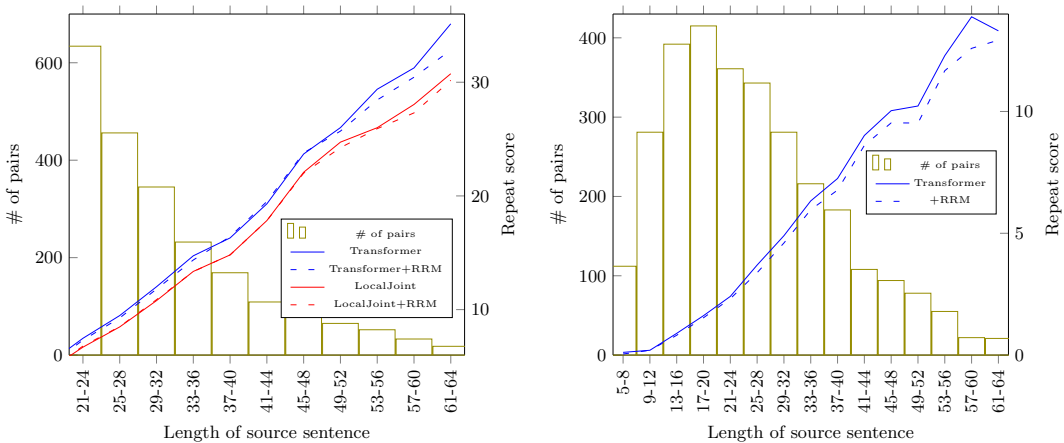 600
400
200
0
# of pairs
30
20
10
Repeat score
# of pairs
Transformer
Transformer+RRM
LocalJoint
LocalJoint+RRM
21-24
25-28
29-32
33-36
37-40
41-44
45-48
49-52
53-56
57-60
61-64
Length of source sentence
400
300
200
100
0
# of pairs
10
5
0
Repeat score
# of pairs
Transformer
+RRM
5-8
9-12
13-16
17-20
21-24
25-28
29-32
33-36
37-40
41-44
45-48
49-52
53-56
57-60
61-64
Length of source sentence